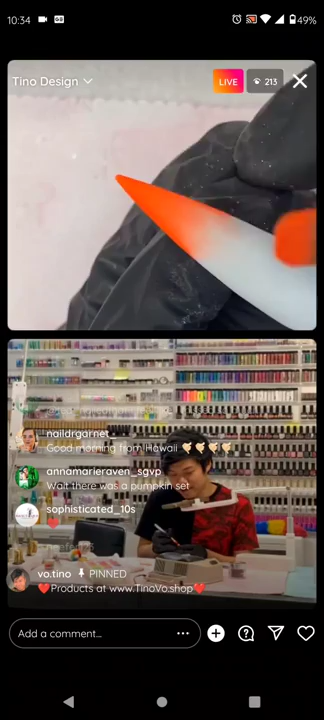 10:34
49%
Tino Design
LIVE
213
naildrgarnet
Good morning from Hawaii
annamarieraven_sgvp
Wait there was a pumpkin set
sophisticated_10s
vo.tino PINNED
Products at www.TinoVo.shop
Add a comment...